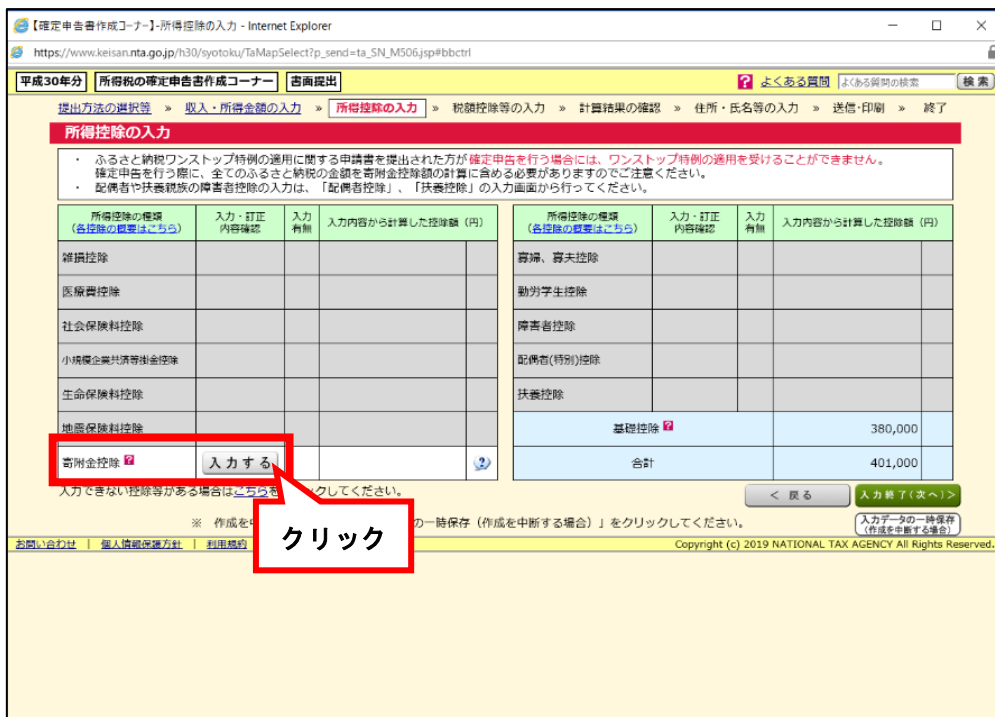 【確定申告書作成コーナー】-所得控除の入力 - Internet Explorer
https://www.keisan.nta.go.jp/h30/syotoku/TaMapSelect?p_send=ta_SN_M506.jsp#bbctrl
平成30年分 所得税の確定申告書作成コーナー 書面提出 ? よくある質問 よくある質問の検索 検索
提出方法の選択等 » 収入・所得金額の入力 » 所得控除の入力 » 税額控除等の入力 » 計算結果の確認 » 住所・氏名等の入力 » 送信・印刷 » 終了
所得控除の入力
・ ふるさと納税ワンストップ特例の適用に関する申請書を提出された方が確定申告を行う場合には、ワンストップ特例の適用を受けることができません。
確定申告を行う際に、全てのふるさと納税の金額を寄附金控除額の計算に含める必要がありますのでご注意ください。
・ 配偶者や扶養親族の障害者控除の入力は、「配偶者控除」、「扶養控除」の入力画面から行ってください。
所得控除の種類
(各控除の概要はこちら)
入力・訂正
内容確認
入力
有無
入力内容から計算した控除額（円）
雑損控除
医療費控除
社会保険料控除
小規模企業共済等掛金控除
生命保険料控除
地震保険料控除
寄附金控除 ? 入力する ?
所得控除の種類
(各控除の概要はこちら)
入力・訂正
内容確認
入力
有無
入力内容から計算した控除額（円）
寡婦、寡夫控除
勤労学生控除
障害者控除
配偶者(特別)控除
扶養控除
基礎控除 ? 380,000
合計 401,000
入力できない控除等がある場合はこちらを クしてください。
< 戻る 入力終了(次へ)>
※ 作成を中 の一時保存（作成を中断する場合）」をクリックしてください。
入力データの一時保存
(作成を中断する場合)
クリック
お問い合わせ | 個人情報保護方針 | 利用規約
Copyright (c) 2019 NATIONAL TAX AGENCY All Rights Reserved.